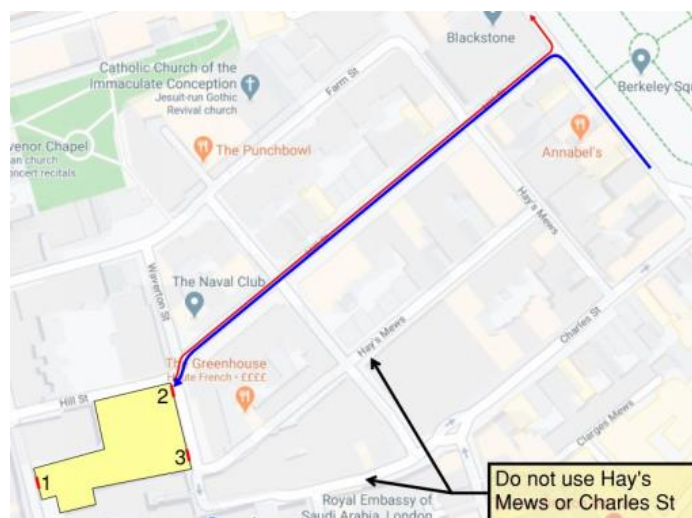 Blackstone
Catholic Church of the
Immaculate Conception
Jesuit-run Gothic
Revival church
Farm St
Berkeley Squ
venor Chapel
an church
oncert recitals
The Punchbowl
Annabel's
Hay's Mews
Waverton St
The Naval Club
Charles St
Hay's Mews
The Greenhouse
Haute French • ££££
Hill St
2
Clarges Mews
3
1
Do not use Hay's
Mews or Charles St
Royal Embassy of
Saudi Arabia, London